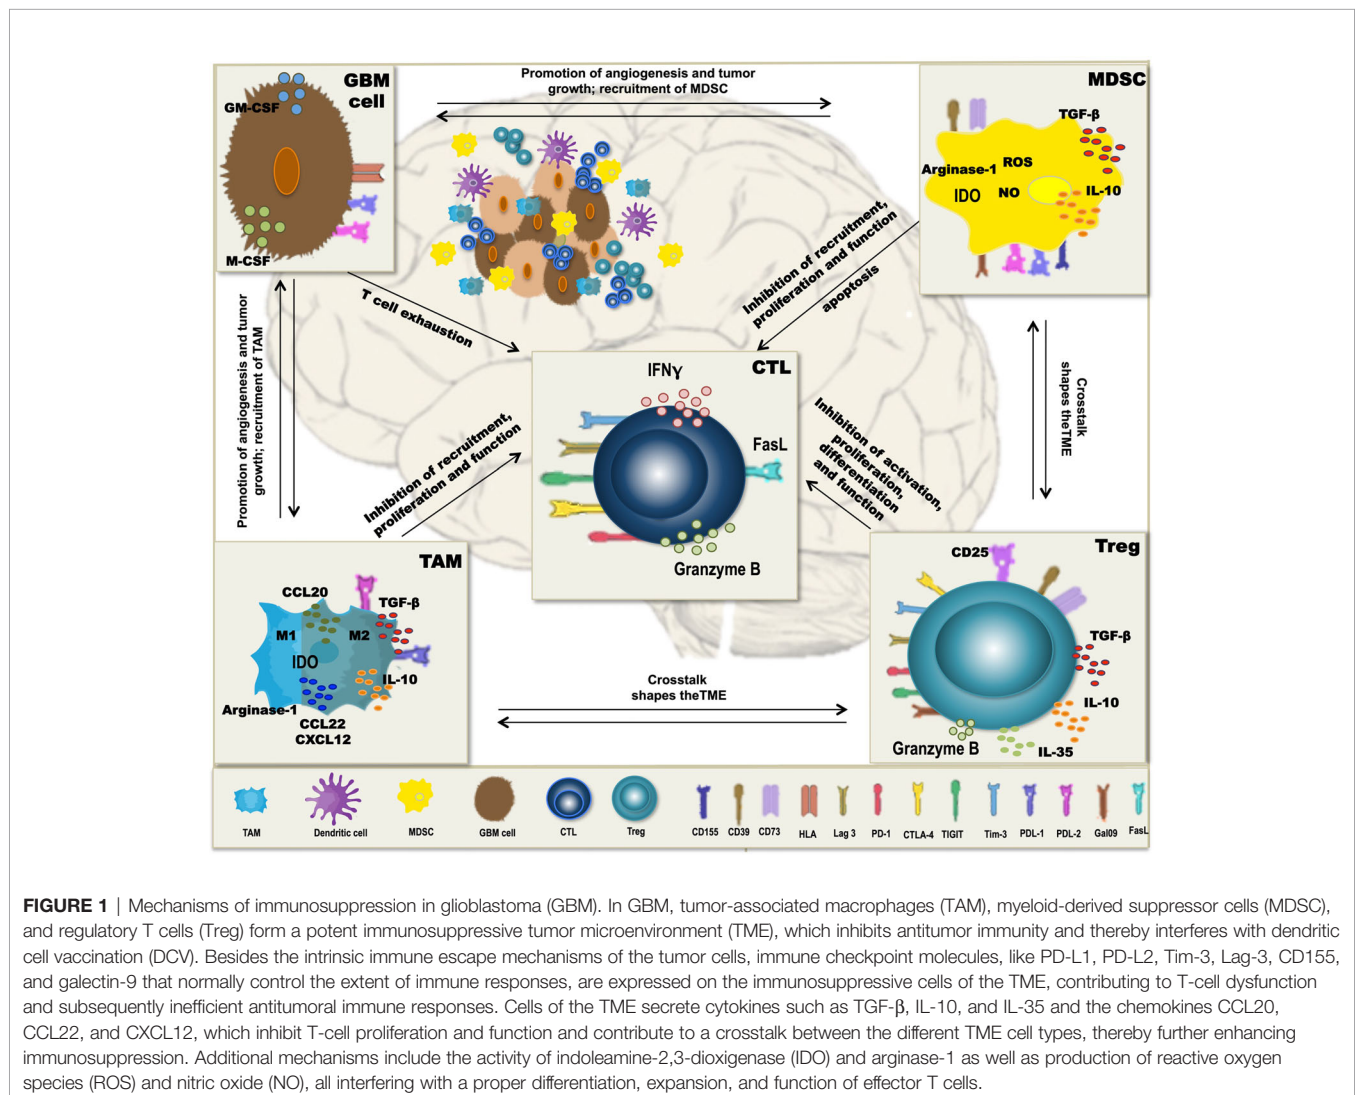 GBM
cell
GM-CSF
M-CSF
Promotion of angiogenesis and tumor
growth; recruitment of MDSC
MDSC
TGF-β
Arginase-1
ROS
IDO
NO
IL-10
T cell exhaustion
Inhibition of recruitment,
proliferation and function
apoptosis
Promotion of angiogenesis and tumor
growth; recruitment of TAM
Inhibition of recruitment,
proliferation and function
CTL
IFNγ
FasL
Granzyme B
Inhibition of activation,
proliferation,
differentiation
and function
Crosstalk
shapes theTME
TAM
CCL20
TGF-β
M1
M2
IDO
IL-10
Arginase-1
CCL22
CXCL12
Crosstalk
shapes theTME
Treg
CD25
TGF-β
IL-10
Granzyme B
IL-35
TAM
Dendritic cell
MDSC
GBM cell
CTL
Treg
CD155
CD39
CD73
HLA
Lag 3
PD-1
CTLA-4
TIGIT
Tim-3
PDL-1
PDL-2
Gal09
FasL
FIGURE 1 | Mechanisms of immunosuppression in glioblastoma (GBM). In GBM, tumor-associated macrophages (TAM), myeloid-derived suppressor cells (MDSC),
and regulatory T cells (Treg) form a potent immunosuppressive tumor microenvironment (TME), which inhibits antitumor immunity and thereby interferes with dendritic
cell vaccination (DCV). Besides the intrinsic immune escape mechanisms of the tumor cells, immune checkpoint molecules, like PD-L1, PD-L2, Tim-3, Lag-3, CD155,
and galectin-9 that normally control the extent of immune responses, are expressed on the immunosuppressive cells of the TME, contributing to T-cell dysfunction
and subsequently inefficient antitumoral immune responses. Cells of the TME secrete cytokines such as TGF-β, IL-10, and IL-35 and the chemokines CCL20,
CCL22, and CXCL12, which inhibit T-cell proliferation and function and contribute to a crosstalk between the different TME cell types, thereby further enhancing
immunosuppression. Additional mechanisms include the activity of indoleamine-2,3-dioxigenase (IDO) and arginase-1 as well as production of reactive oxygen
species (ROS) and nitric oxide (NO), all interfering with a proper differentiation, expansion, and function of effector T cells.